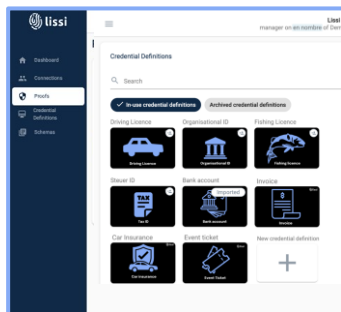 lissi
Lissi
manager on en nombre of Dem
Dashboard
Connections
Proofs
Credential
Definitions
Schemas
Credential Definitions
Search
In-use credential definitions
Archived credential definitions
Driving Licence
Organisational ID
Fishing Licence
Driving Licence
Organisational ID
Fishing licence
Steuer ID
Bank account
Invoice
TAX
Imported
Tax ID
Bank account
Invoice
Car Insurance
Event ticket
New credential definition
Car insurance
Event Ticket